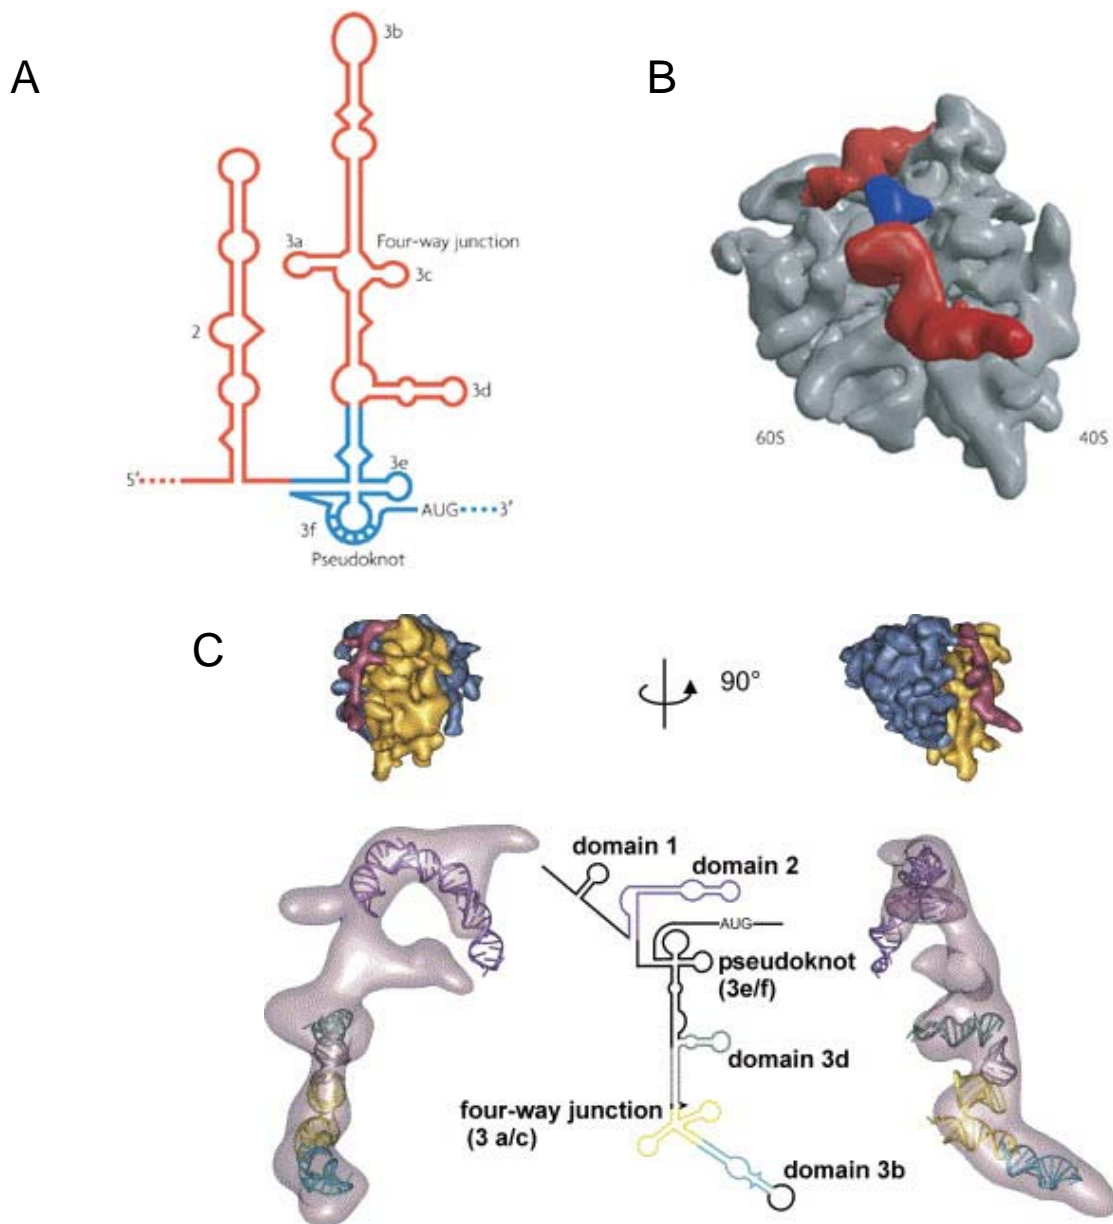 A
3b
3a
Four-way junction
3c
2
3d
3e
5'
AUG
3'
3f
Pseudoknot
B
60S
40S
C
90°
domain 1
domain 2
AUG
pseudoknot
(3e/f)
domain 3d
four-way junction
(3 a/c)
domain 3b